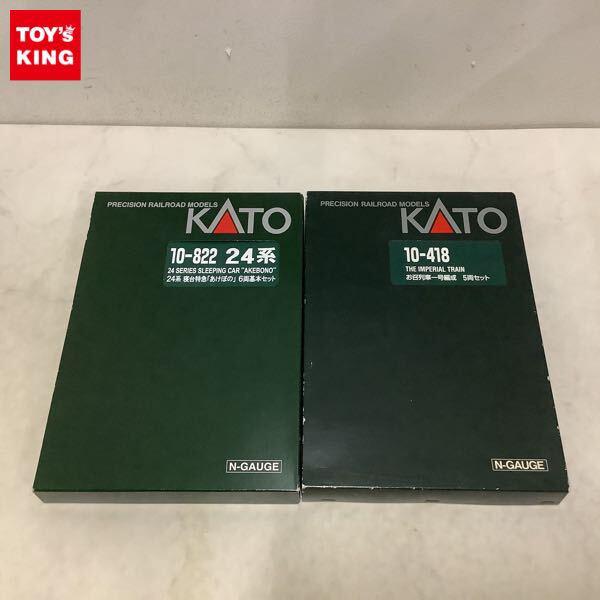 TOY'S
KING
PRECISION RAILROAD MODELS
KATO
10-822 24系
24 SERIES SLEEPING CAR "AKEBONO"
24系 寝台特急「あけぼの」 6両基本セット
N-GAUGE
PRECISION RAILROAD MODELS
KATO
10-418
THE IMPERIAL TRAIN
お召列車一号編成 5両セット
N-GAUGE